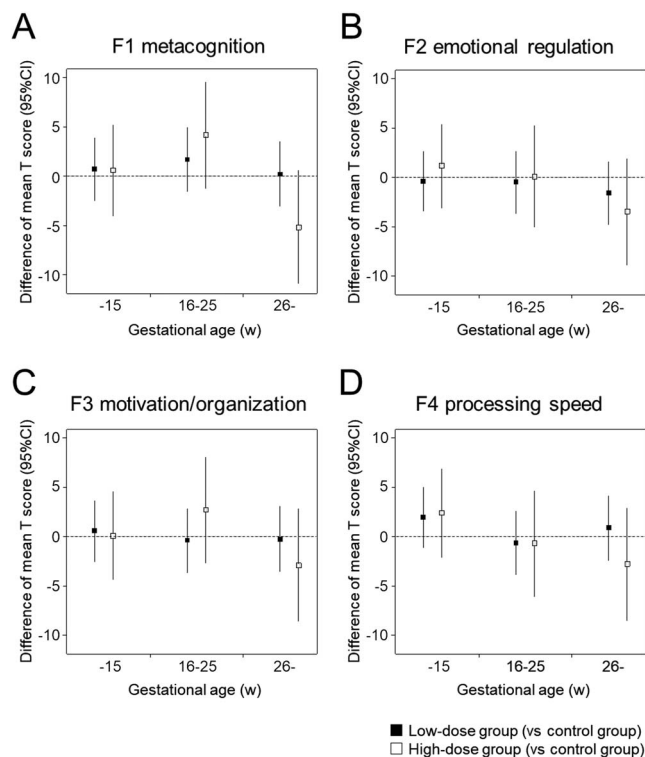 A
F1 metacognition
Difference of mean T score (95%CI)
10
5
0
-5
-10
-15
16-25
26-
Gestational age (w)
B
F2 emotional regulation
Difference of mean T score (95%CI)
10
5
0
-5
-10
-15
16-25
26-
Gestational age (w)
C
F3 motivation/organization
Difference of mean T score (95%CI)
10
5
0
-5
-10
-15
16-25
26-
Gestational age (w)
D
F4 processing speed
Difference of mean T score (95%CI)
10
5
0
-5
-10
-15
16-25
26-
Gestational age (w)
Low-dose group (vs control group)
High-dose group (vs control group)